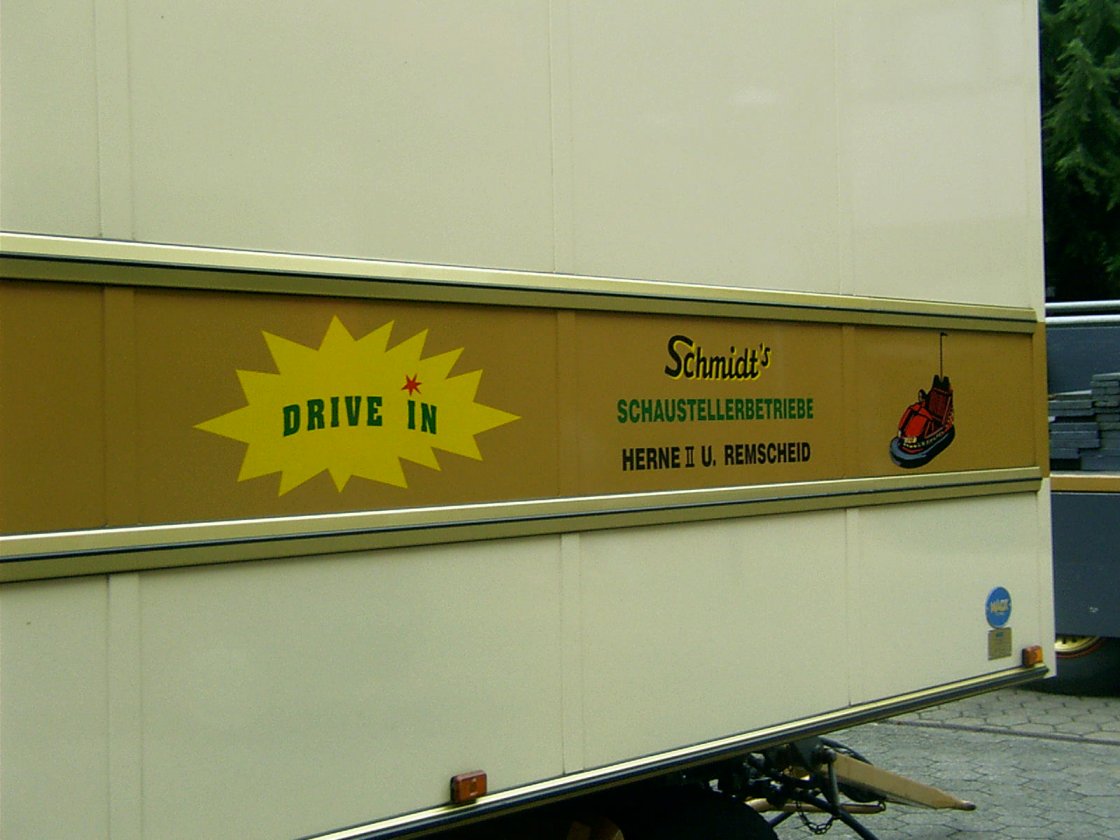 DRIVE IN
Schmidt's
SCHAUSTELLERBETRIEBE
HERNE II U. REMSCHEID